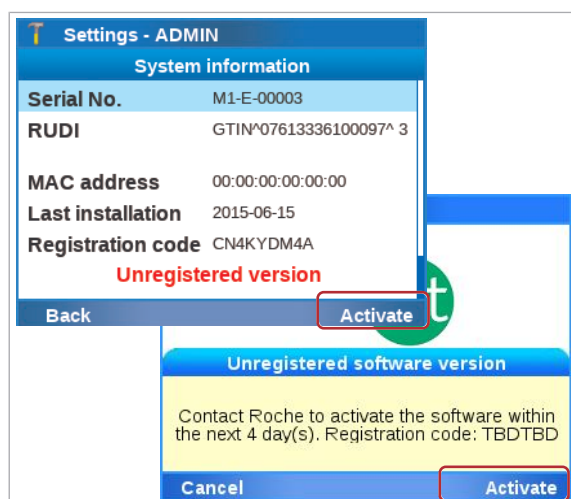 Settings - ADMIN
System information
Serial No. M1-E-00003
RUDI GTIN^07613336100097^ 3
MAC address 00:00:00:00:00:00
Last installation 2015-06-15
Registration code CN4KYDM4A
Unregistered version
Back Activate
t
Unregistered software version
Contact Roche to activate the software within
the next 4 day(s). Registration code: TBDTBD
Cancel Activate